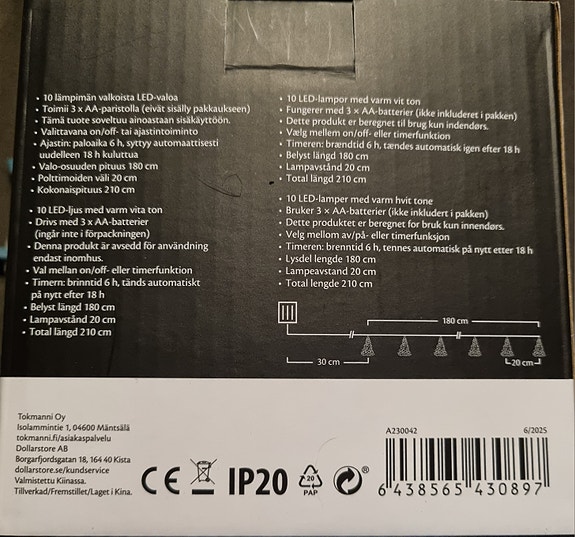 • 10 lämpimän valkoista LED-valoa
• Toimii 3 x AA-paristolla (eivät sisälly pakkaukseen)
• Tämä tuote soveltuu ainoastaan sisäkäyttöön.
• Valittavana on/off- tai ajastintoiminto
• Ajastin: paloaika 6 h, syttyy automaattisesti
uudelleen 18 h kuluttua
• Valo-osuuden pituus 180 cm
• Polttimoiden väli 20 cm
• Kokonaispituus 210 cm
• 10 LED-ljus med varm vita ton
• Drivs med 3 × AA-batterier
(ingår inte i förpackningen)
• Denna produkt är avsedd för användning
endast inomhus.
• Val mellan on/off- eller timerfunktion
• Timern: brinntid 6 h, tänds automatiskt
på nytt efter 18 h
• Belyst längd 180 cm
• Lampavstånd 20 cm
• Total längd 210 cm
• 10 LED-lampor med varm vit ton
• Fungerer med 3 × AA-batterier (ikke inkluderet i pakken)
• Dette produkt er beregnet til brug kun indendørs.
• Vælg mellem on/off- eller timerfunktion
• Timeren: brændtid 6 h, tændes automatisk igen efter 18 h
• Belyst længde 180 cm
• Lampavstånd 20 cm
• Total længd 210 cm
• 10 LED-lamper med varm hvit tone
• Bruker 3 × AA-batterier (ikke inkludert i pakken)
• Dette produktet er beregnet for bruk kun innendørs.
• Velg mellom av/på- eller timerfunksjon
• Timeren: brenntid 6 h, tennes automatisk på nytt etter 18 h
• Lysdel lengde 180 cm
• Lampeavstand 20 cm
• Total lengde 210 cm
180 cm
30 cm
20 cm
Tokmanni Oy
Isolammintie 1, 04600 Mäntsälä
tokmanni.fi/asiakaspalvelu
Dollarstore AB
Borgarfjordsgatan 18, 164 40 Kista
dollarstore.se/kundservice
Valmistettu Kiinassa.
Tillverkad/Fremstillet/Laget i Kina.
CE
IP20
20
PAP
®
A230042
6/2025
6 438565 430897